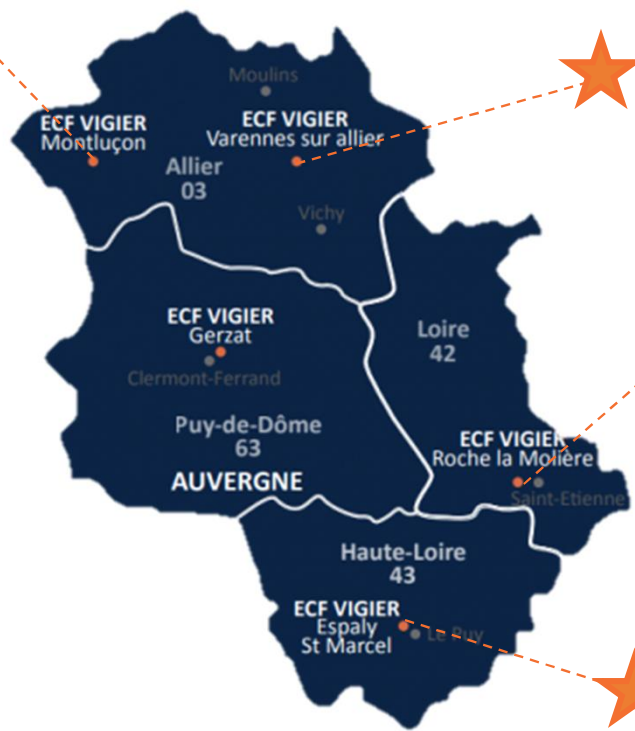 Moulins
ECF VIGIER
Montluçon
ECF VIGIER
Varennes sur allier
Allier
03
Vichy
ECF VIGIER
Gerzat
Clermont-Ferrand
Loire
42
Puy-de-Dôme
63
AUVERGNE
ECF VIGIER
Roche la Molière
Saint-Etienne
Haute-Loire
43
ECF VIGIER
Espaly
St Marcel
Le Puy